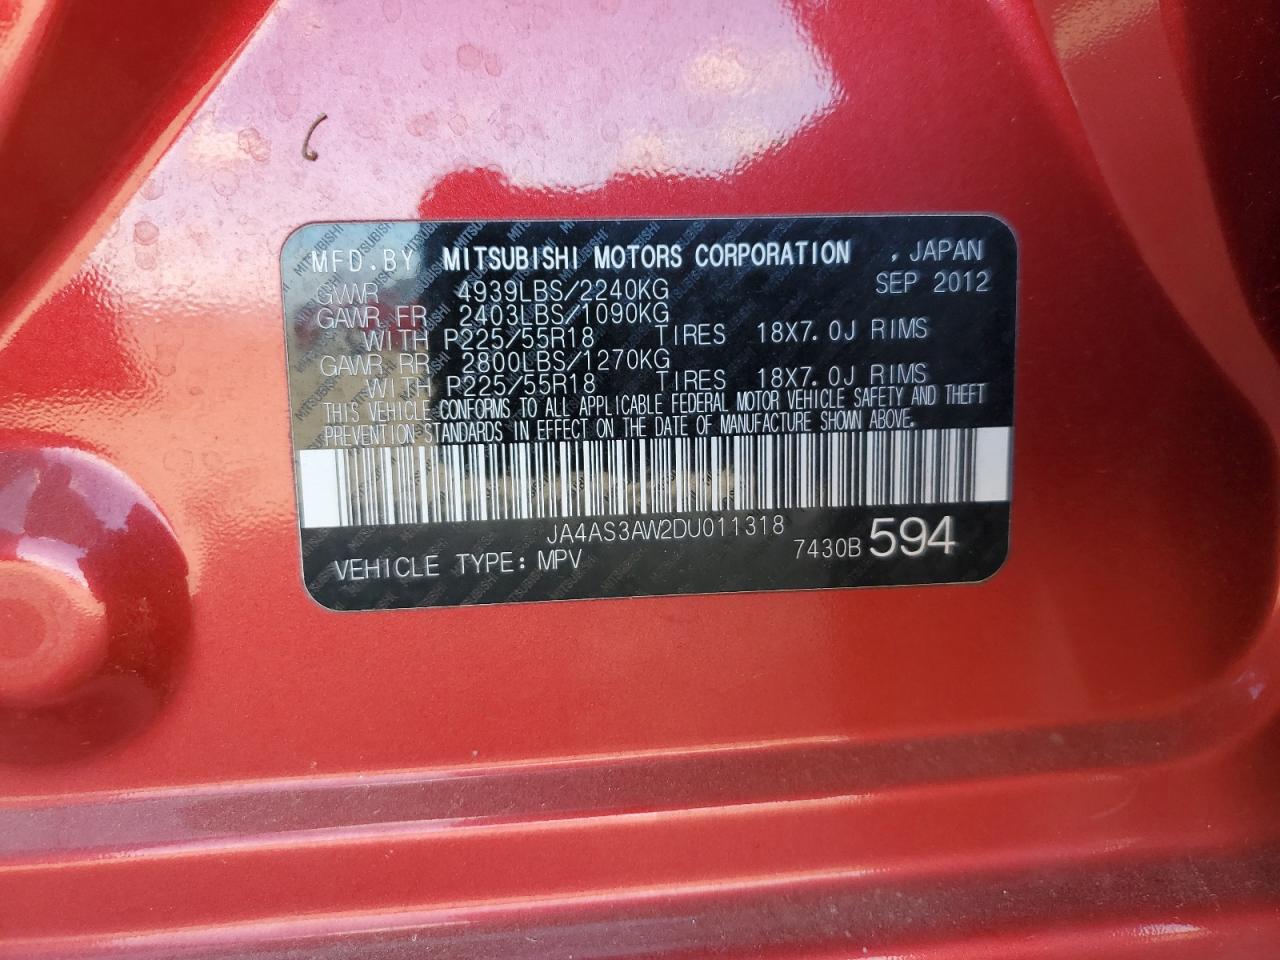 MFD.BY MITSUBISHI MOTORS CORPORATION , JAPAN
GVWR 4939LBS/2240KG SEP 2012
GAWR FR 2403LBS/1090KG
WITH P225/55R18 TIRES 18X7.0J RIMS
GAWR RR 2800LBS/1270KG
WITH P225/55R18 TIRES 18X7.0J RIMS
THIS VEHICLE CONFORMS TO ALL APPLICABLE FEDERAL MOTOR VEHICLE SAFETY AND THEFT
PREVENTION STANDARDS IN EFFECT ON THE DATE OF MANUFACTURE SHOWN ABOVE.
JA4AS3AW2DU011318
7430B 594
VEHICLE TYPE: MPV